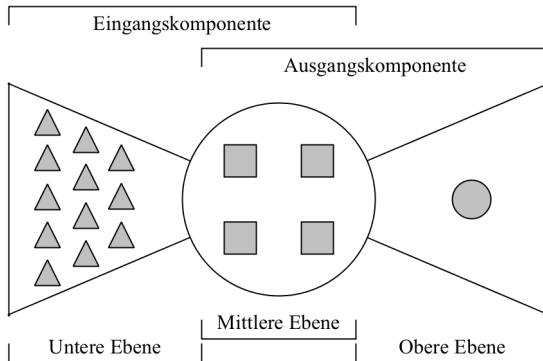 Eingangskomponente
Ausgangskomponente
Mittlere Ebene
Untere Ebene
Obere Ebene